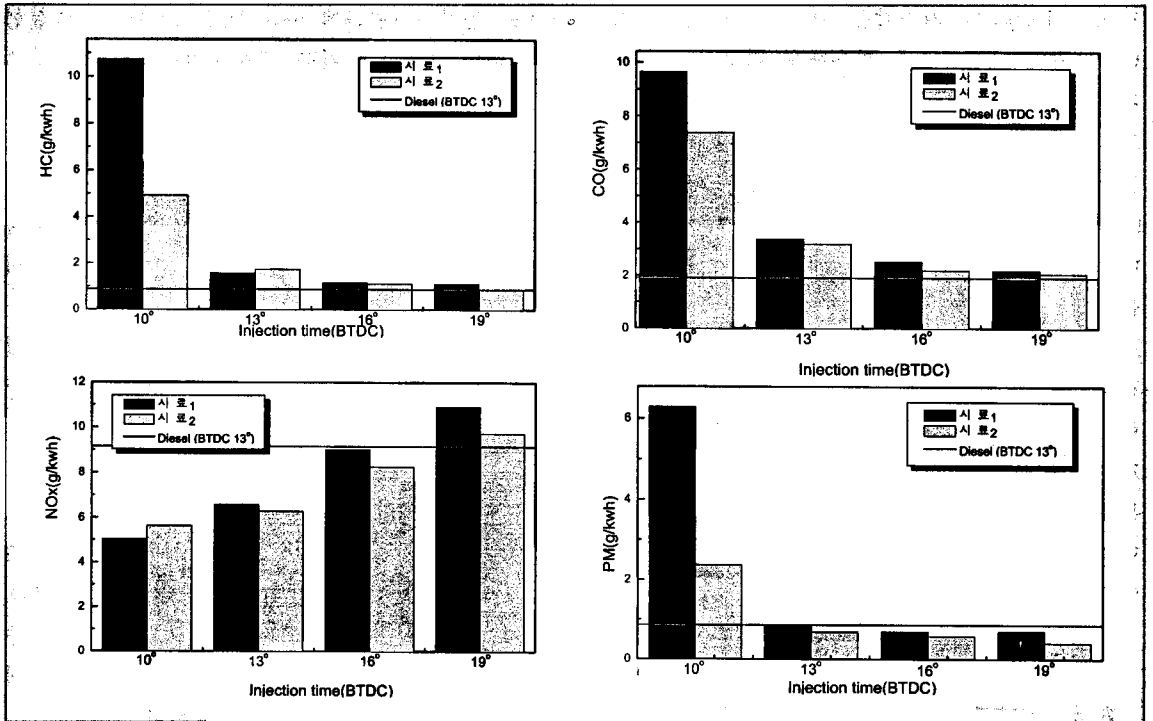 HC(g/kwh)
10
8
6
4
2
0
시 료1
시 료2
Diesel (BTDC 13°)
10° 13° 16° 19°
Injection time(BTDC)
CO(g/kwh)
10
8
6
4
2
0
시 료1
시 료2
Diesel (BTDC 13°)
10° 13° 16° 19°
Injection time(BTDC)
NOx(g/kwh)
12
10
8
6
4
2
0
시 료1
시 료2
Diesel (BTDC 13°)
10° 13° 16° 19°
Injection time(BTDC)
PM(g/kwh)
6
4
2
0
시 료1
시 료2
Diesel (BTDC 13°)
10° 13° 16° 19°
Injection time(BTDC)